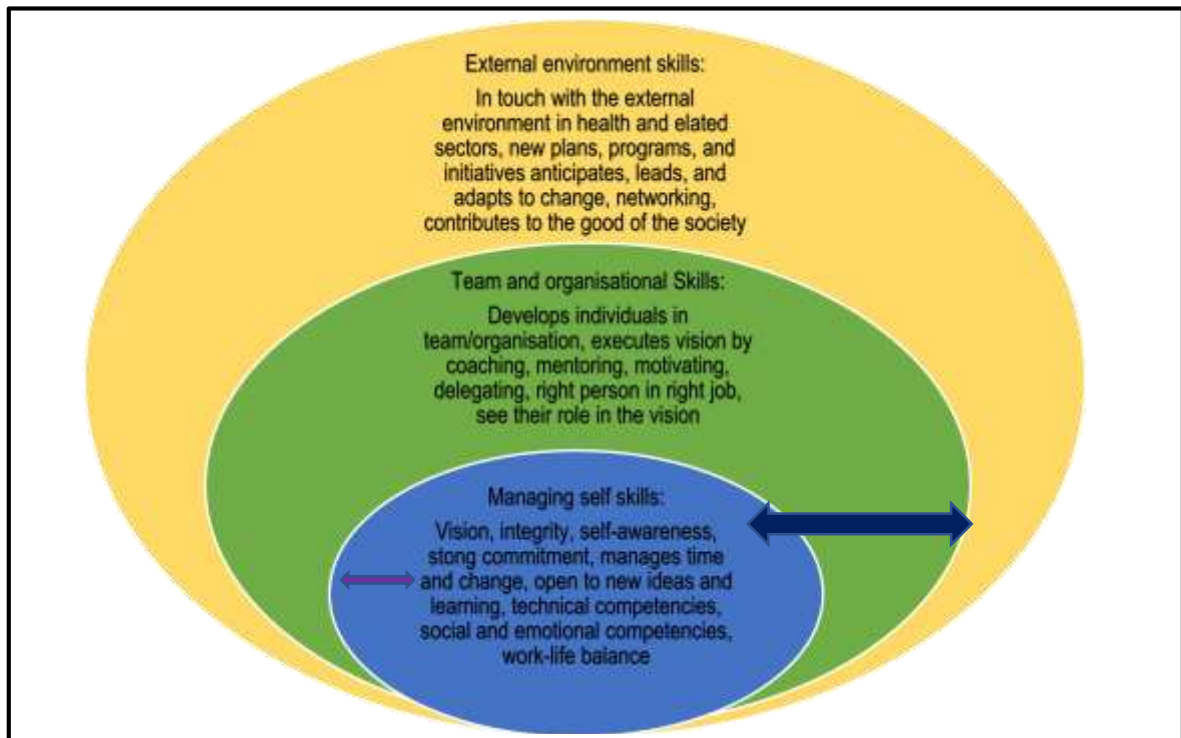 External environment skills:
In touch with the external
environment in health and elated
sectors, new plans, programs, and
initiatives anticipates, leads, and
adapts to change, networking,
contributes to the good of the society
Team and organisational Skills:
Develops individuals in
team/organisation, executes vision by
coaching, mentoring, motivating,
delegating, right person in right job,
see their role in the vision
Managing self skills:
Vision, integrity, self-awareness,
stong commitment, manages time
and change, open to new ideas and
learning, technical competencies,
social and emotional competencies,
work-life balance